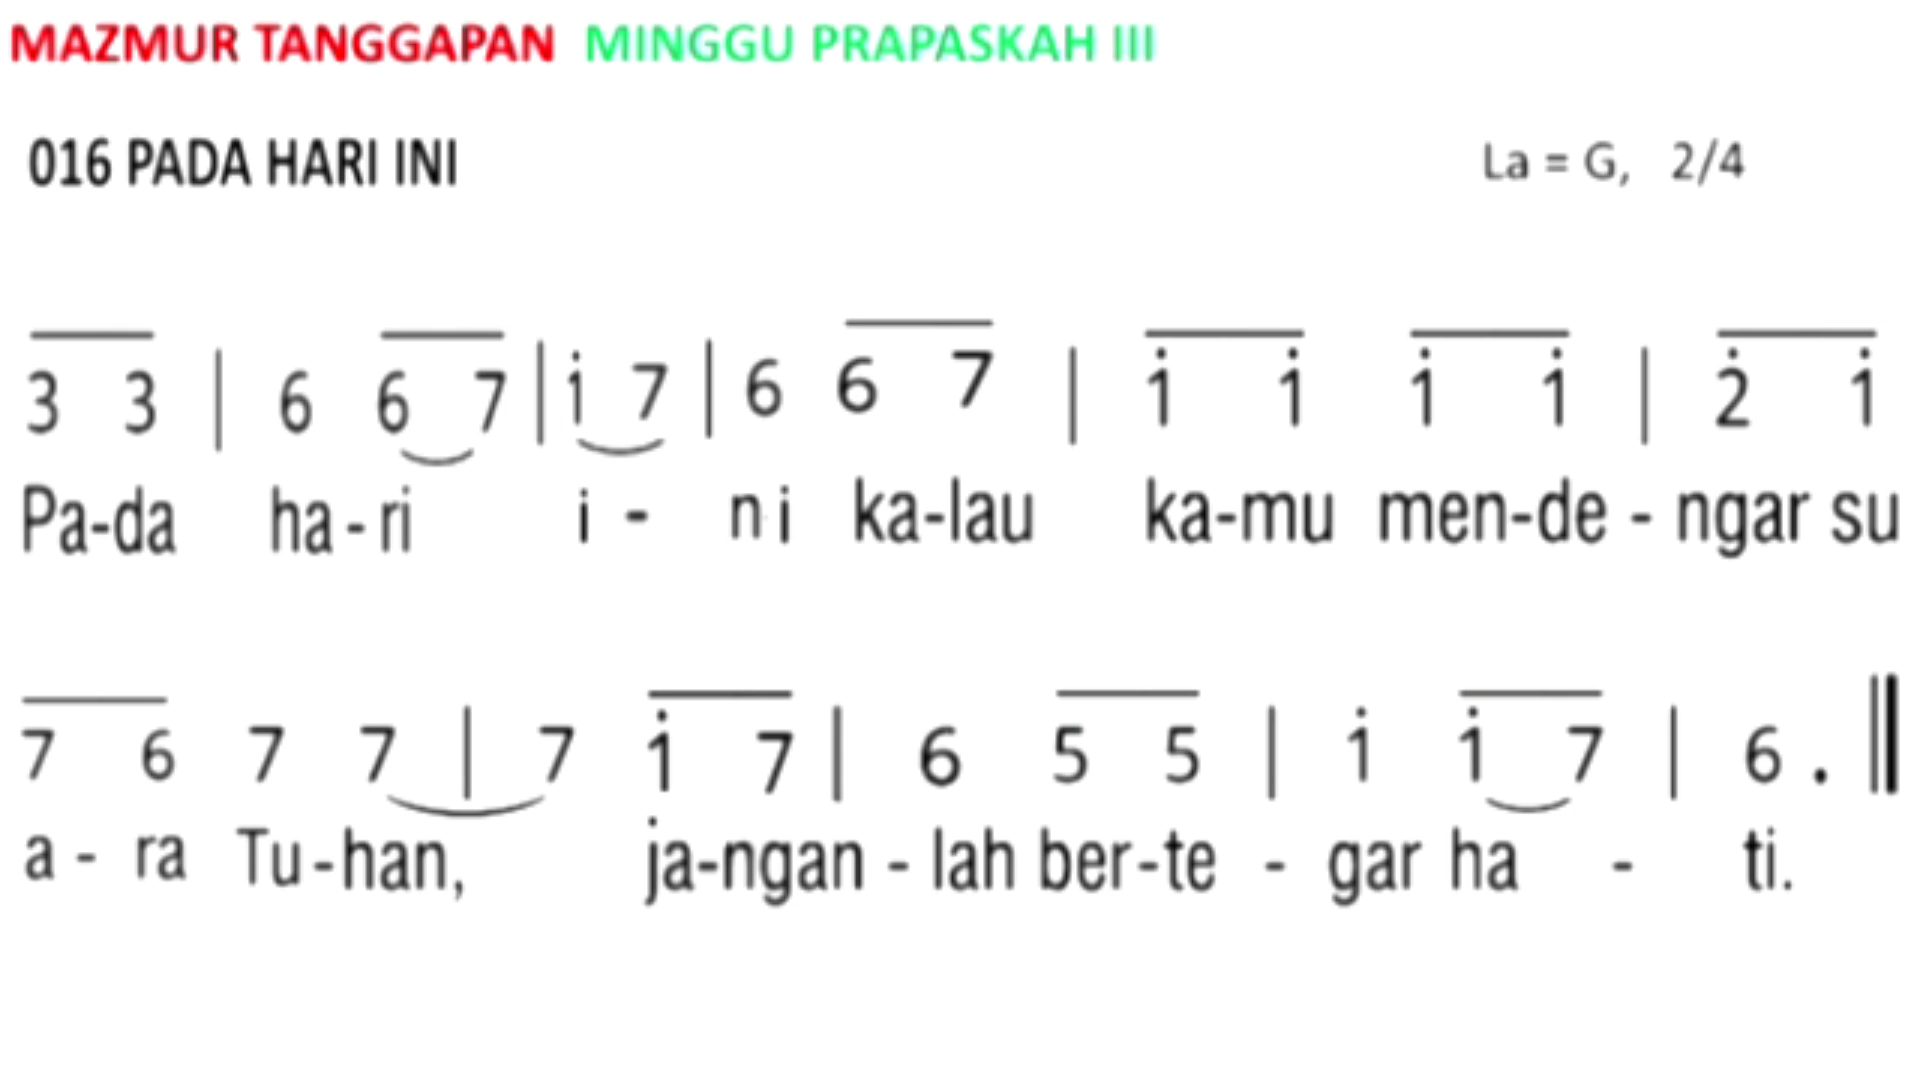 MAZMUR TANGGAPAN MINGGU PRAPASKAH III
016 PADA HARI INI La = G, 2/4
3 3 | 6 6 7 | i 7 | 6 6 7 | i i i i | 2̇ i
Pa-da ha-ri i - ni ka-lau ka-mu men-de - ngar su
7 6 7 7 | 7 i 7 | 6 5 5 | i i 7 | 6 . ||
a - ra Tu-han, ja-ngan - lah ber-te - gar ha - ti.